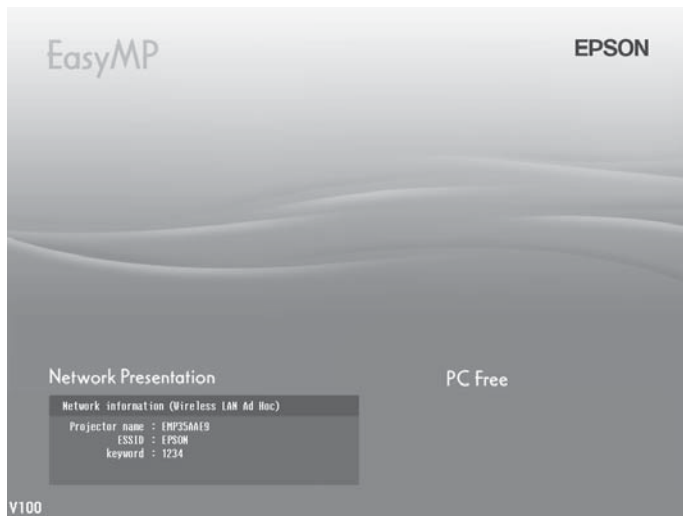 EasyMP
EPSON
Network Presentation
PC Free
Network information (Wireless LAN Ad Hoc)
Projector name : EMP35AAE9
ESSID : EPSON
keyword : 1234
V100